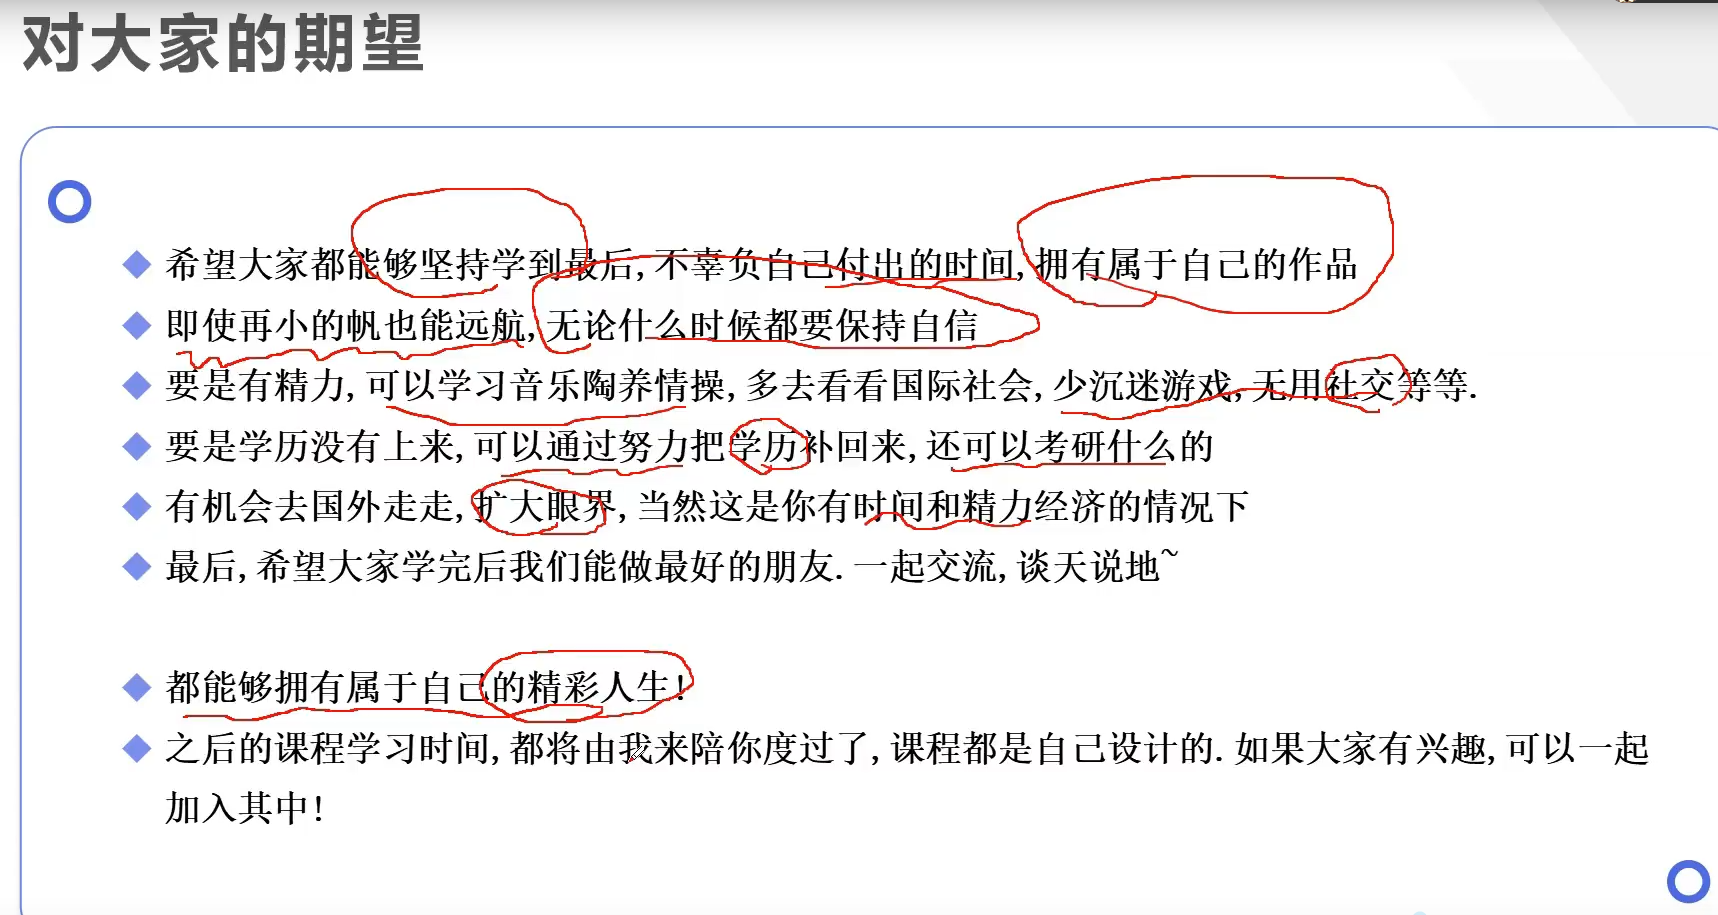 对大家的期望
希望大家都能够坚持学到最后, 不辜负自己付出的时间, 拥有属于自己的作品
即使再小的帆也能远航, 无论什么时候都要保持自信
要是有精力, 可以学习音乐陶养情操, 多去看看国际社会, 少沉迷游戏, 无用社交等等.
要是学历没有上来, 可以通过努力把学历补回来, 还可以考研什么的
有机会去国外走走, 扩大眼界, 当然这是你有时间和精力经济的情况下
最后, 希望大家学完后我们能做最好的朋友. 一起交流, 谈天说地~
都能够拥有属于自己的精彩人生!
之后的课程学习时间, 都将由我来陪你度过了, 课程都是自己设计的. 如果大家有兴趣, 可以一起
加入其中!